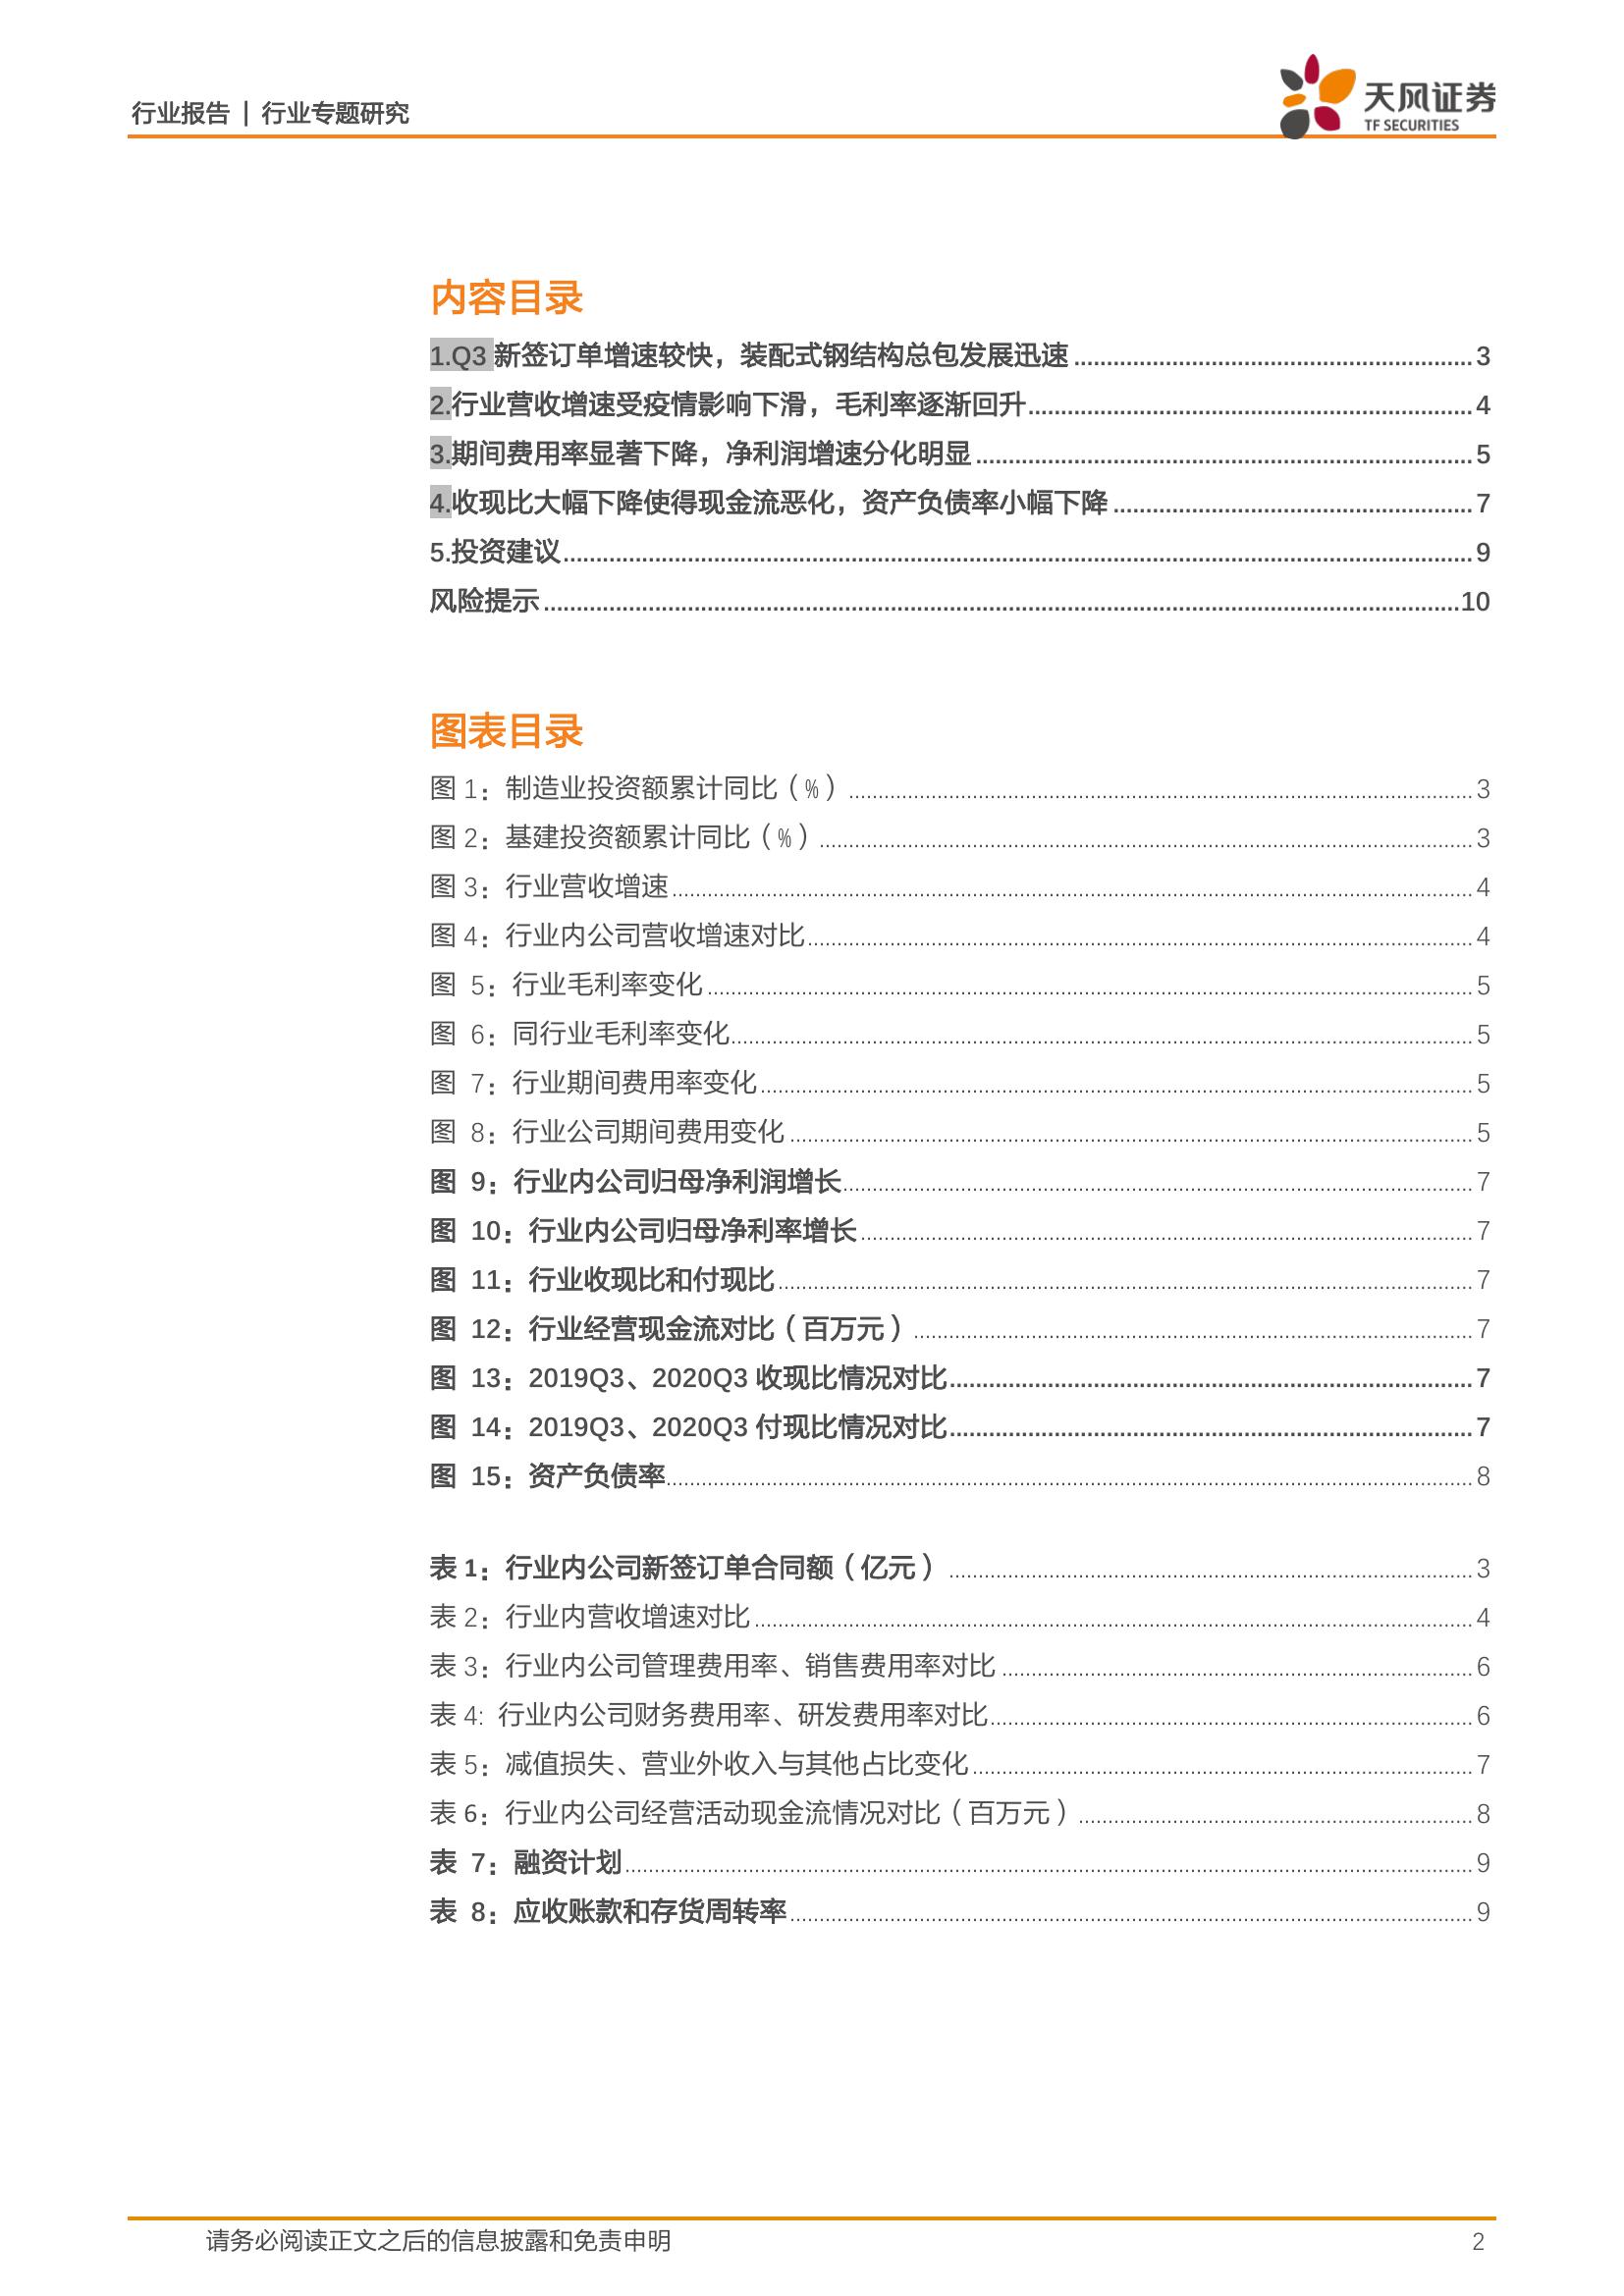 行业报告 | 行业专题研究
天风证券
TF SECURITIES
内容目录
1.Q3 新签订单增速较快，装配式钢结构总包发展迅速 3
2.行业营收增速受疫情影响下滑，毛利率逐渐回升 4
3.期间费用率显著下降，净利润增速分化明显 5
4.收现比大幅下降使得现金流恶化，资产负债率小幅下降 7
5.投资建议 9
风险提示 10
图表目录
图 1：制造业投资额累计同比（%） 3
图 2：基建投资额累计同比（%） 3
图 3：行业营收增速 4
图 4：行业内公司营收增速对比 4
图 5：行业毛利率变化 5
图 6：同行业毛利率变化 5
图 7：行业期间费用率变化 5
图 8：行业公司期间费用变化 5
图 9：行业内公司归母净利润增长 7
图 10：行业内公司归母净利率增长 7
图 11：行业收现比和付现比 7
图 12：行业经营现金流对比（百万元） 7
图 13：2019Q3、2020Q3 收现比情况对比 7
图 14：2019Q3、2020Q3 付现比情况对比 7
图 15：资产负债率 8
表 1：行业内公司新签订单合同额（亿元） 3
表 2：行业内营收增速对比 4
表 3：行业内公司管理费用率、销售费用率对比 6
表 4: 行业内公司财务费用率、研发费用率对比 6
表 5：减值损失、营业外收入与其他占比变化 7
表 6：行业内公司经营活动现金流情况对比（百万元） 8
表 7：融资计划 9
表 8：应收账款和存货周转率 9
请务必阅读正文之后的信息披露和免责申明 2